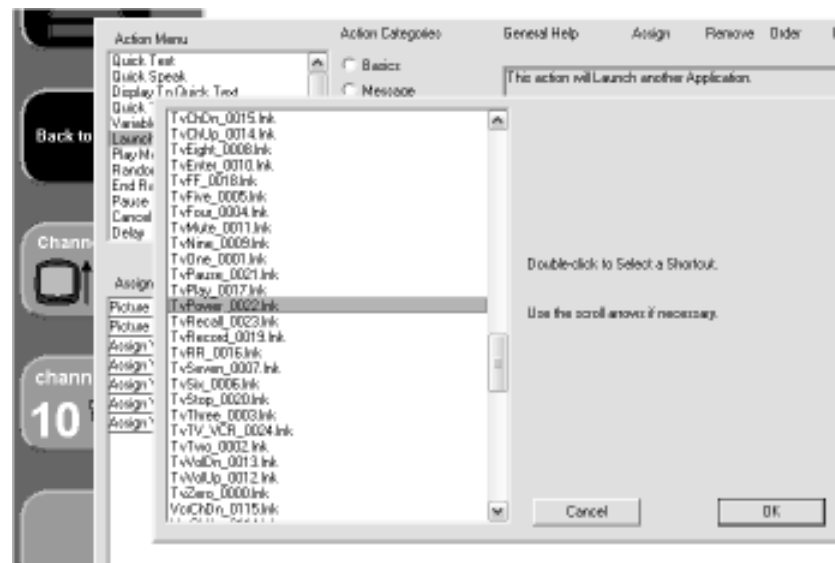 Action Menu
Action Categories
General Help
Assign
Remove
Order
Quick Text
Quick Speak
Display To Quick Text
Quick
Variabl
Launch
Play M
Random
End Ra
Pause
Cancel
Delay
Basics
Message
This action will Launch another Application.
Back to
Chann
chann
10
Assign
Picture
Picture
Assign
Assign
Assign
Assign
Assign
TvChDn_0015.lnk
TvChUp_0014.lnk
TvEight_0008.lnk
TvEnter_0010.lnk
TvFF_0018.lnk
TvFive_0005.lnk
TvFour_0004.lnk
TvMute_0011.lnk
TvNine_0009.lnk
TvOne_0001.lnk
TvPause_0021.lnk
TvPlay_0017.lnk
TvPower_0022.lnk
TvRecall_0023.lnk
TvRecord_0019.lnk
TvRR_0016.lnk
TvSeven_0007.lnk
TvSix_0006.lnk
TvStop_0020.lnk
TvThree_0003.lnk
TvTV_VCR_0024.lnk
TvTwo_0002.lnk
TvVolDn_0013.lnk
TvVolUp_0012.lnk
TvZero_0000.lnk
VcrChDn_0115.lnk
Double-click to Select a Shortcut.
Use the scroll arrows if necessary.
Cancel
OK